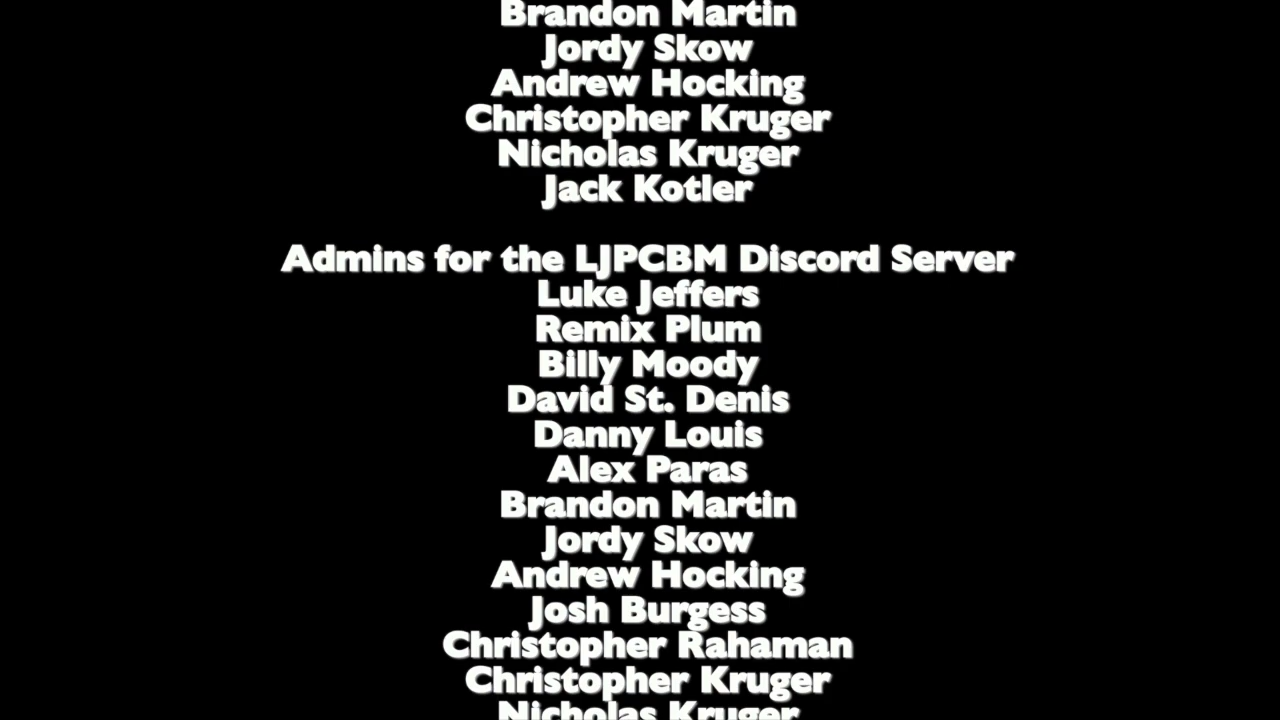 Brandon Martin
Jordy Skow
Andrew Hocking
Christopher Kruger
Nicholas Kruger
Jack Kotler
Admins for the LJPCBM Discord Server
Luke Jeffers
Remix Plum
Billy Moody
David St. Denis
Danny Louis
Alex Paras
Brandon Martin
Jordy Skow
Andrew Hocking
Josh Burgess
Christopher Rahaman
Christopher Kruger
Nicholas Kruger